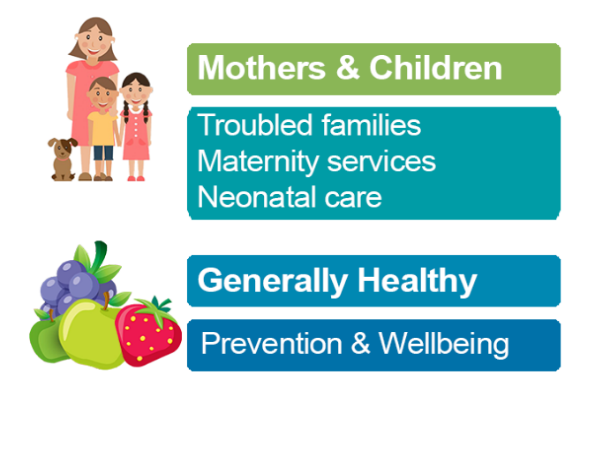 Mothers & Children
Troubled families
Maternity services
Neonatal care
Generally Healthy
Prevention & Wellbeing